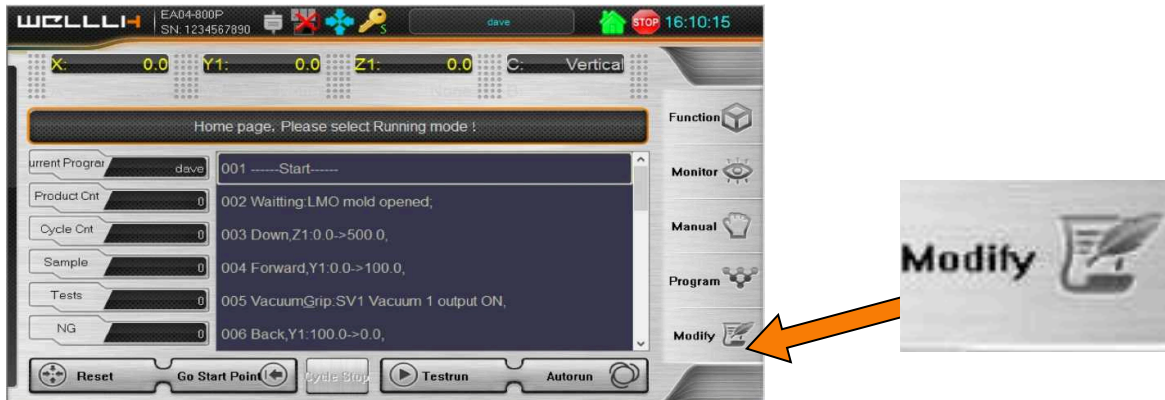 WELLLIH
EA04-800P
SN: 1234567890
S
dave
STOP
16:10:15
X: 0.0
Y1: 0.0
Z1: 0.0
C: Vertical
Home page, Please select Running mode !
Function
Monitor
Manual
Program
Modify
urrent Prograr dave
Product Cnt 0
Cycle Cnt 0
Sample 0
Tests 0
NG 0
001 ------Start------
002 Waitting:LMO mold opened;
003 Down,Z1:0.0->500.0,
004 Forward,Y1:0.0->100.0,
005 VacuumGrip:SV1 Vacuum 1 output ON,
006 Back,Y1:100.0->0.0,
Reset
Go Start Point
Cycle Stop
Testrun
Autorun
Modify